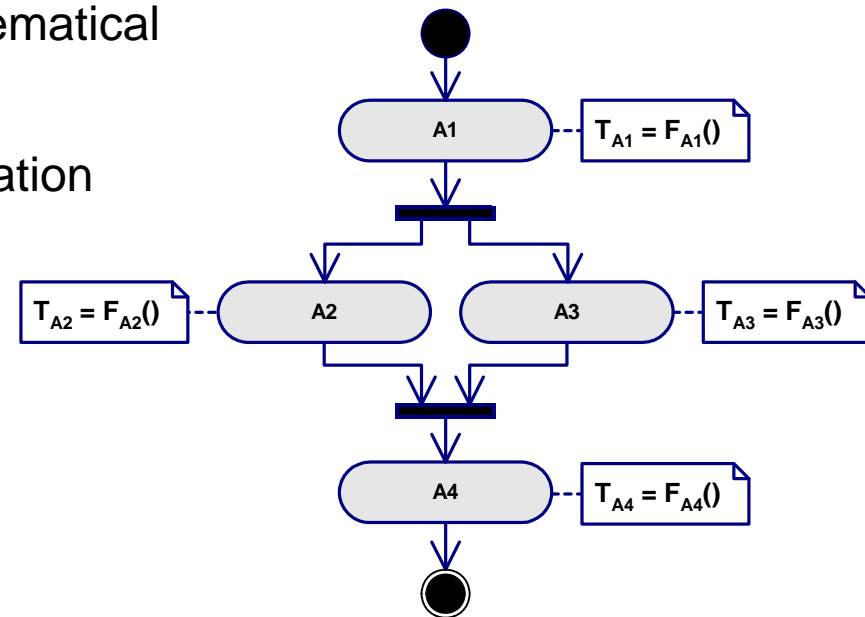 ematical
A1
T_A1 = F_A1()
ation
T_A2 = F_A2()
A2
A3
T_A3 = F_A3()
A4
T_A4 = F_A4()